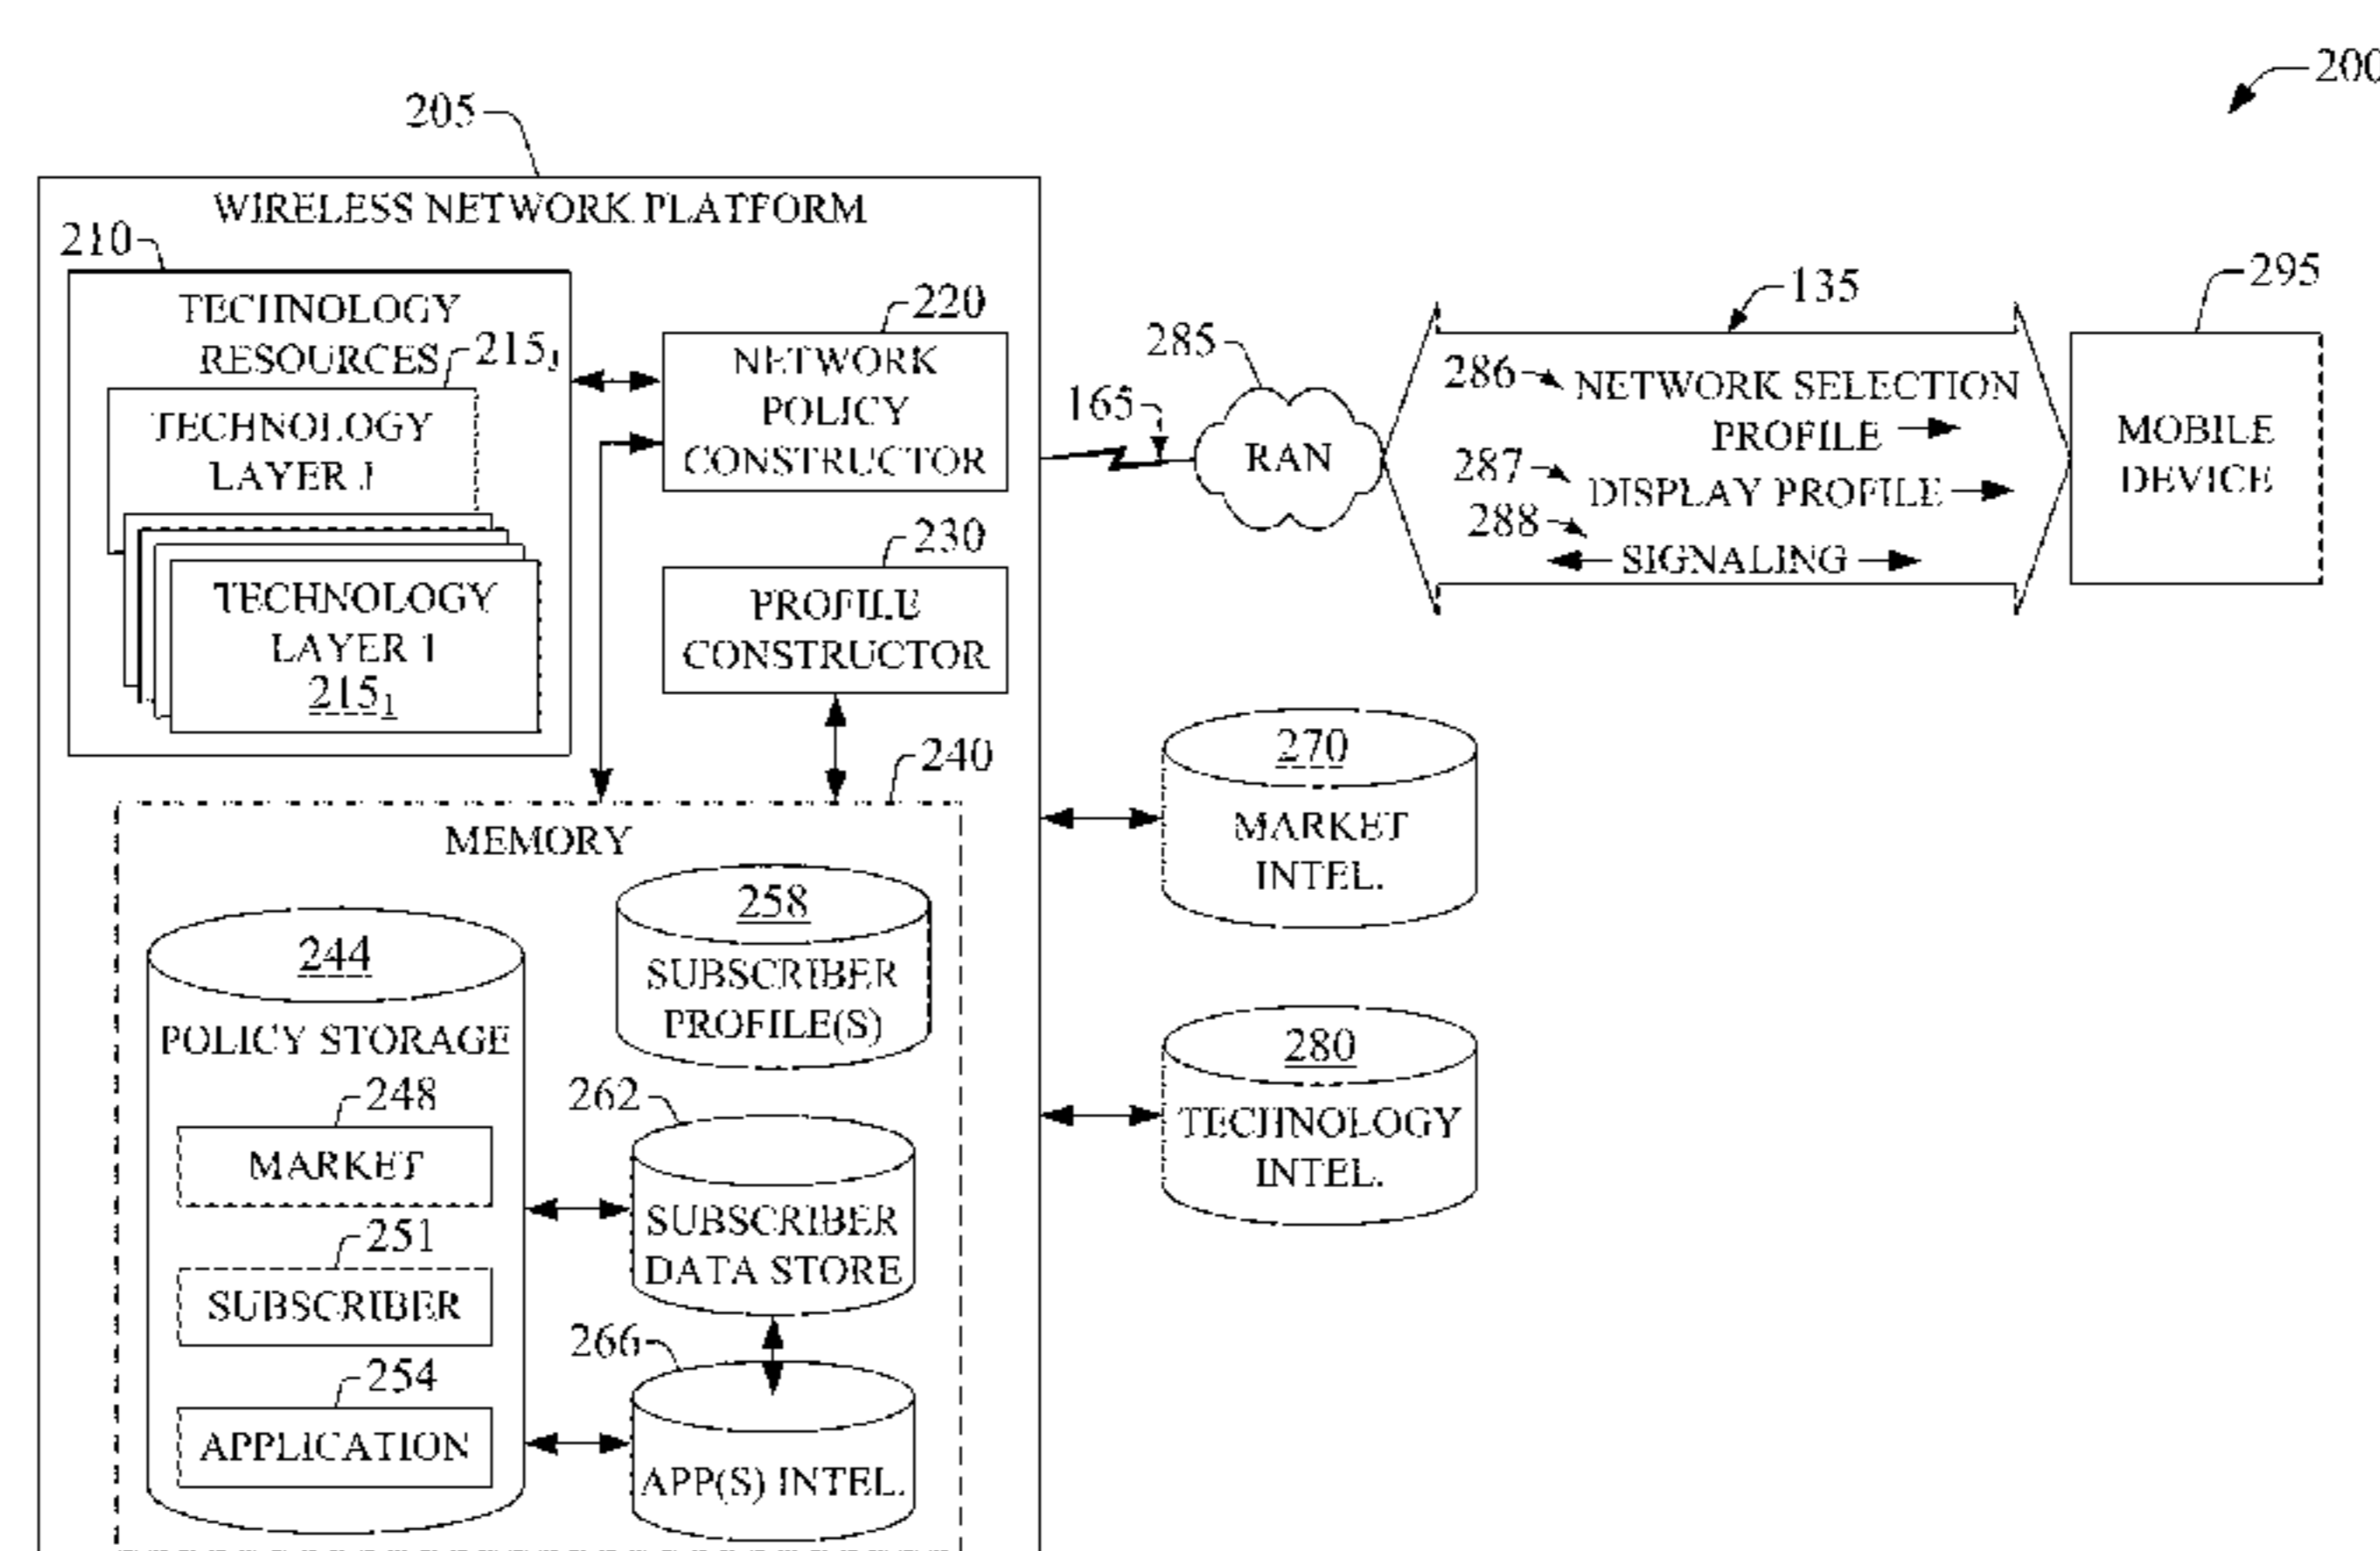 200
205
WIRELESS NETWORK PLATFORM
210
TECHNOLOGY
RESOURCES
215J
TECHNOLOGY
LAYER J
TECHNOLOGY
LAYER 1
2151
220
NETWORK
POLICY
CONSTRUCTOR
230
PROFILE
CONSTRUCTOR
240
MEMORY
244
POLICY STORAGE
248
MARKET
251
SUBSCRIBER
254
APPLICATION
258
SUBSCRIBER
PROFILE(S)
262
SUBSCRIBER
DATA STORE
266
APP(S) INTEL.
165
285
RAN
135
286
NETWORK SELECTION
PROFILE
287
DISPLAY PROFILE
288
SIGNALING
295
MOBILE
DEVICE
270
MARKET
INTEL.
280
TECHNOLOGY
INTEL.